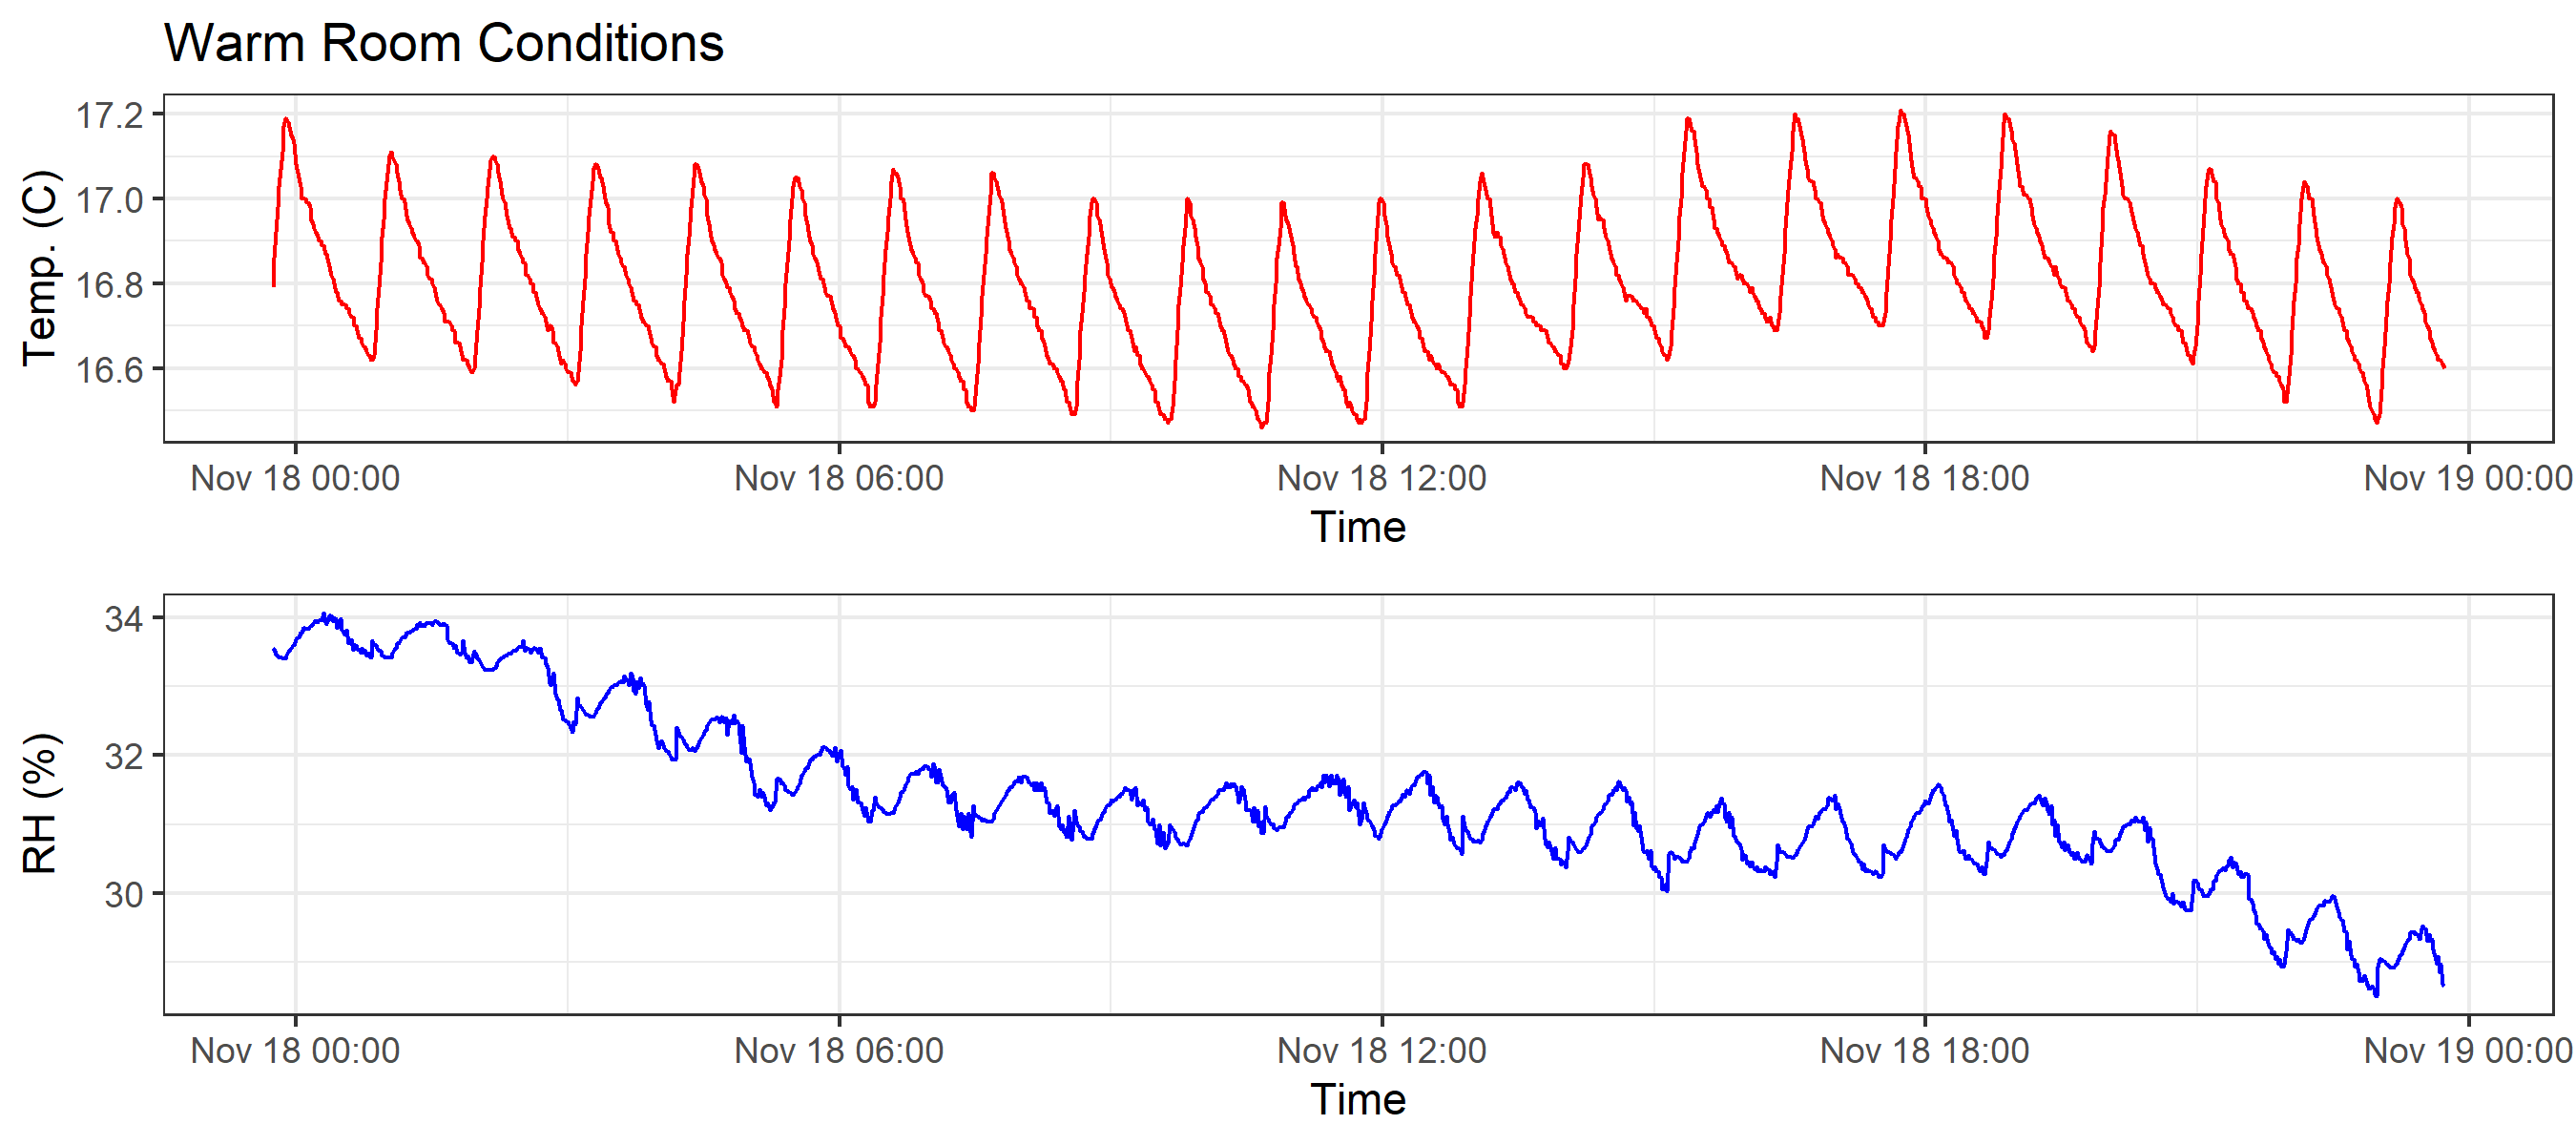 Warm Room Conditions
17.2
17.0
16.8
16.6
Temp. (C)
Nov 18 00:00 Nov 18 06:00 Nov 18 12:00 Nov 18 18:00 Nov 19 00:00
Time
34
32
30
RH (%)
Nov 18 00:00 Nov 18 06:00 Nov 18 12:00 Nov 18 18:00 Nov 19 00:00
Time